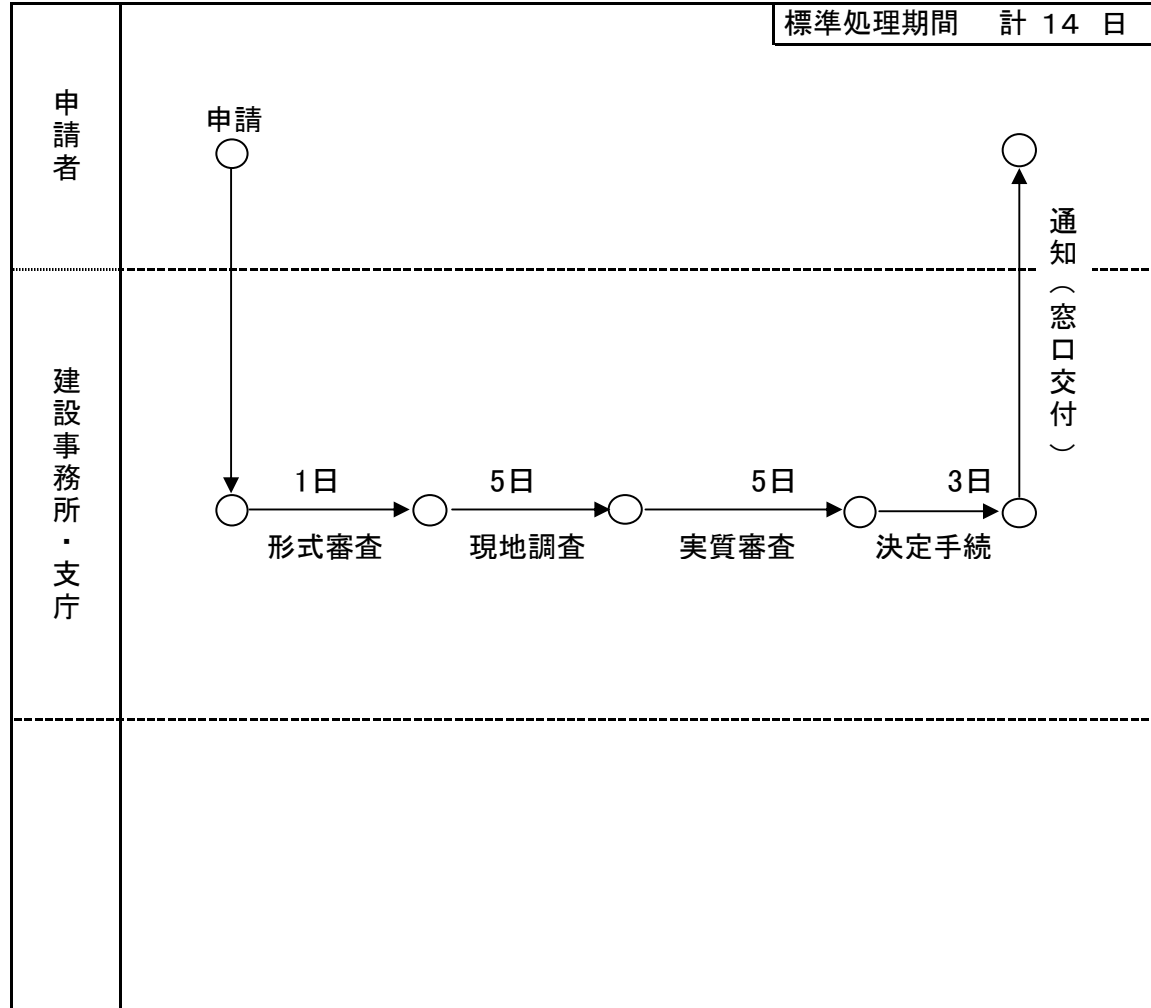 標準処理期間 計 14 日
申請者
申請
通知（窓口交付）
建設事務所・支庁
1日
5日
5日
3日
形式審査
現地調査
実質審査
決定手続